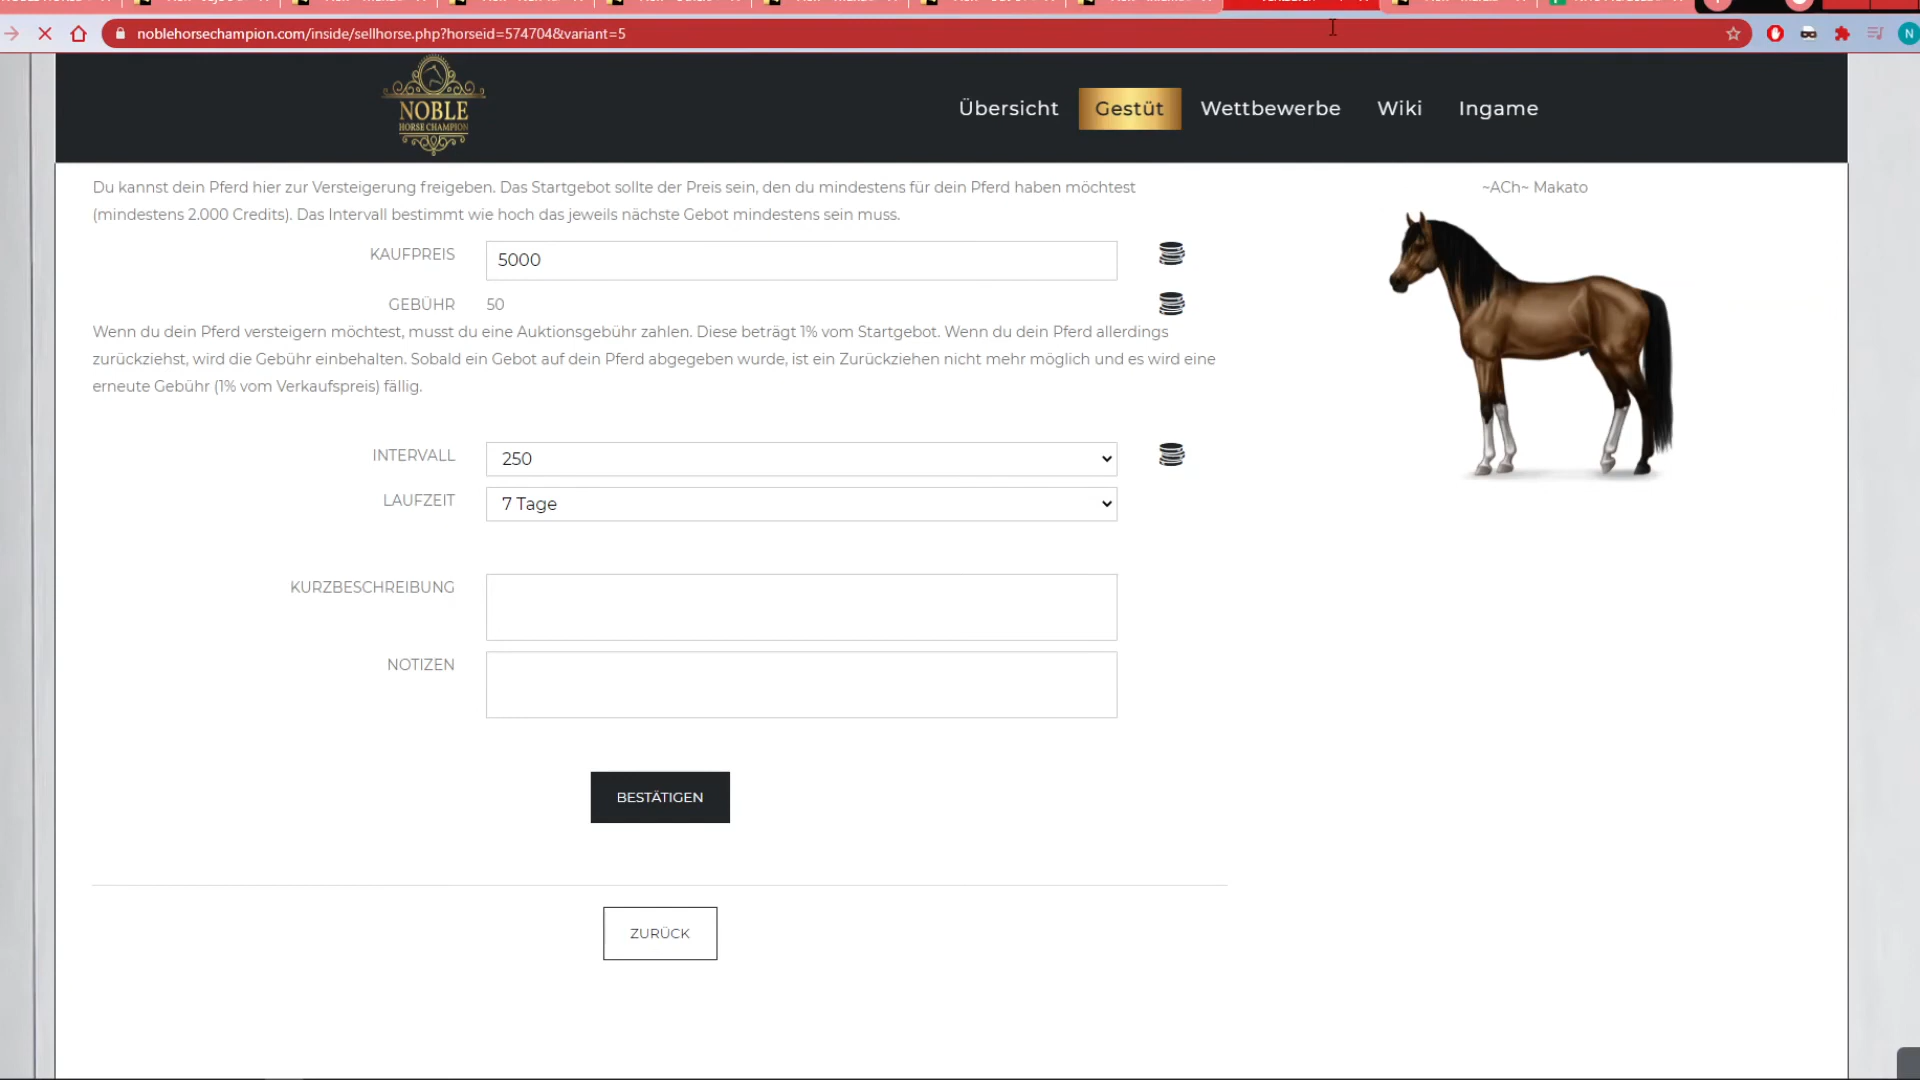 noblehorsechampion.com/inside/sellhorse.php?horseid=574704&variant=5
N
NOBLE
HORSE CHAMPION
Übersicht
Gestüt
Wettbewerbe
Wiki
Ingame
Du kannst dein Pferd hier zur Versteigerung freigeben. Das Startgebot sollte der Preis sein, den du mindestens für dein Pferd haben möchtest
(mindestens 2.000 Credits). Das Intervall bestimmt wie hoch das jeweils nächste Gebot mindestens sein muss.
~ACh~ Makato
KAUFPREIS
5000
GEBÜHR
50
Wenn du dein Pferd versteigern möchtest, musst du eine Auktionsgebühr zahlen. Diese beträgt 1% vom Startgebot. Wenn du dein Pferd allerdings
zurückziehst, wird die Gebühr einbehalten. Sobald ein Gebot auf dein Pferd abgegeben wurde, ist ein Zurückziehen nicht mehr möglich und es wird eine
erneute Gebühr (1% vom Verkaufspreis) fällig.
INTERVALL
250
LAUFZEIT
7 Tage
KURZBESCHREIBUNG
NOTIZEN
BESTÄTIGEN
ZURÜCK